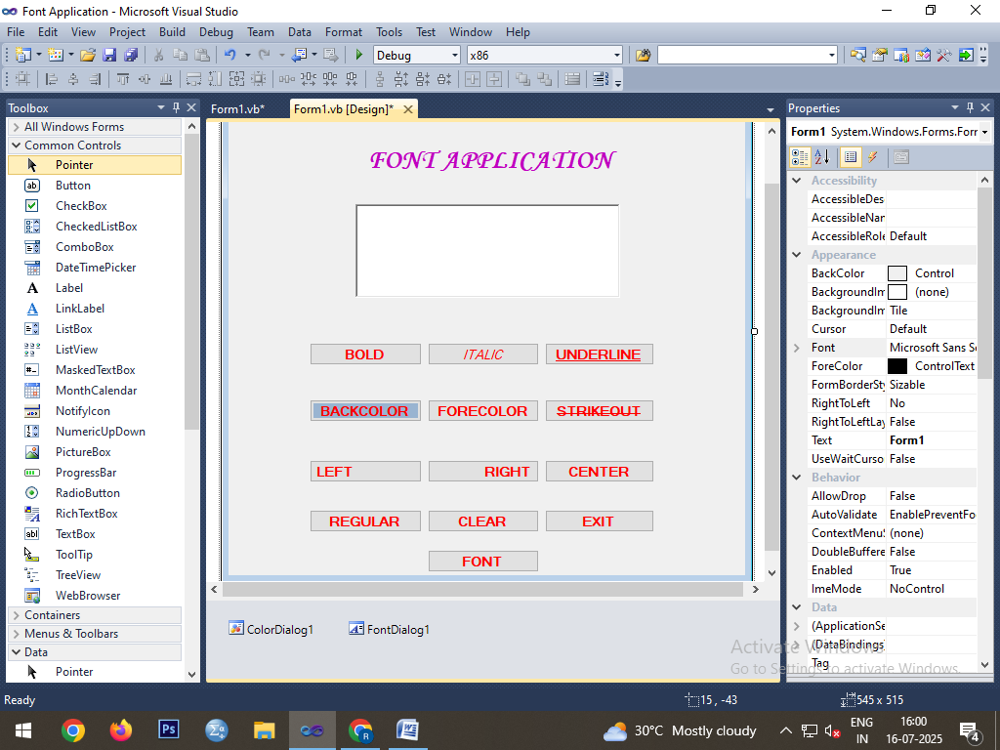 Font Application - Microsoft Visual Studio
File Edit View Project Build Debug Team Data Format Tools Test Window Help
Debug x86
Toolbox
All Windows Forms
Common Controls
Pointer
Button
CheckBox
CheckedListBox
ComboBox
DateTimePicker
Label
LinkLabel
ListBox
ListView
MaskedTextBox
MonthCalendar
NotifyIcon
NumericUpDown
PictureBox
ProgressBar
RadioButton
RichTextBox
TextBox
ToolTip
TreeView
WebBrowser
Containers
Menus & Toolbars
Data
Pointer
Form1.vb* Form1.vb [Design]*
FONT APPLICATION
BOLD ITALIC UNDERLINE
BACKCOLOR FORECOLOR STRIKEOUT
LEFT RIGHT CENTER
REGULAR CLEAR EXIT
FONT
ColorDialog1 FontDialog1
Properties
Form1 System.Windows.Forms.Forr
Accessibility
AccessibleDes
AccessibleNar
AccessibleRole Default
Appearance
BackColor Control
BackgroundIm (none)
BackgroundIm Tile
Cursor Default
Font Microsoft Sans S
ForeColor ControlText
FormBorderSty Sizable
RightToLeft No
RightToLeftLay False
Text Form1
UseWaitCurso False
Behavior
AllowDrop False
AutoValidate EnablePreventFo
ContextMenuS (none)
DoubleBuffere False
Enabled True
ImeMode NoControl
Data
(ApplicationSe
(DataBindings
Tag
Activate Windows
Go to Settings to activate Windows.
Ready 15 , -43 545 x 515
Ps
30°C Mostly cloudy
ENG
IN
16:00
16-07-2025
4